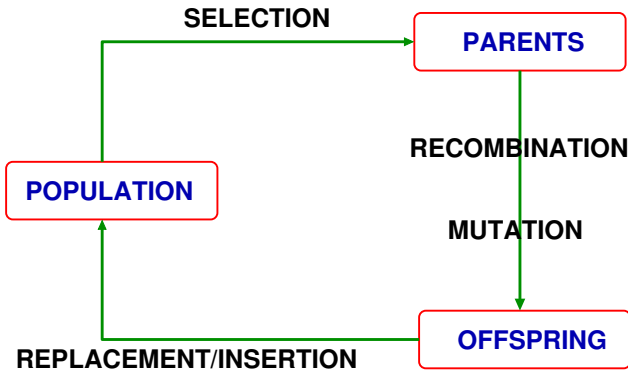 SELECTION
PARENTS
RECOMBINATION
POPULATION
MUTATION
OFFSPRING
REPLACEMENT/INSERTION